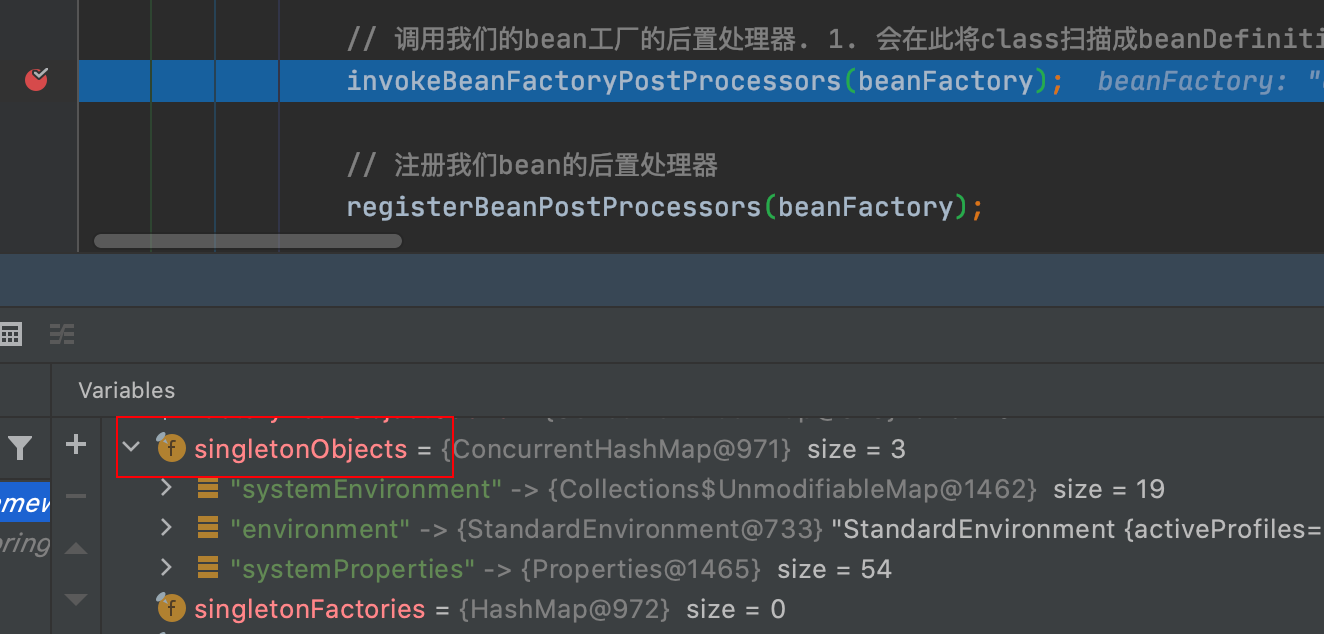 // 调用我们的bean工厂的后置处理器. 1. 会在此将class扫描成beanDefiniti
invokeBeanFactoryPostProcessors(beanFactory); beanFactory: "
// 注册我们bean的后置处理器
registerBeanPostProcessors(beanFactory);
Variables
singletonObjects = {ConcurrentHashMap@971} size = 3
"systemEnvironment" -> {Collections$UnmodifiableMap@1462} size = 19
"environment" -> {StandardEnvironment@733} "StandardEnvironment {activeProfiles=
"systemProperties" -> {Properties@1465} size = 54
singletonFactories = {HashMap@972} size = 0